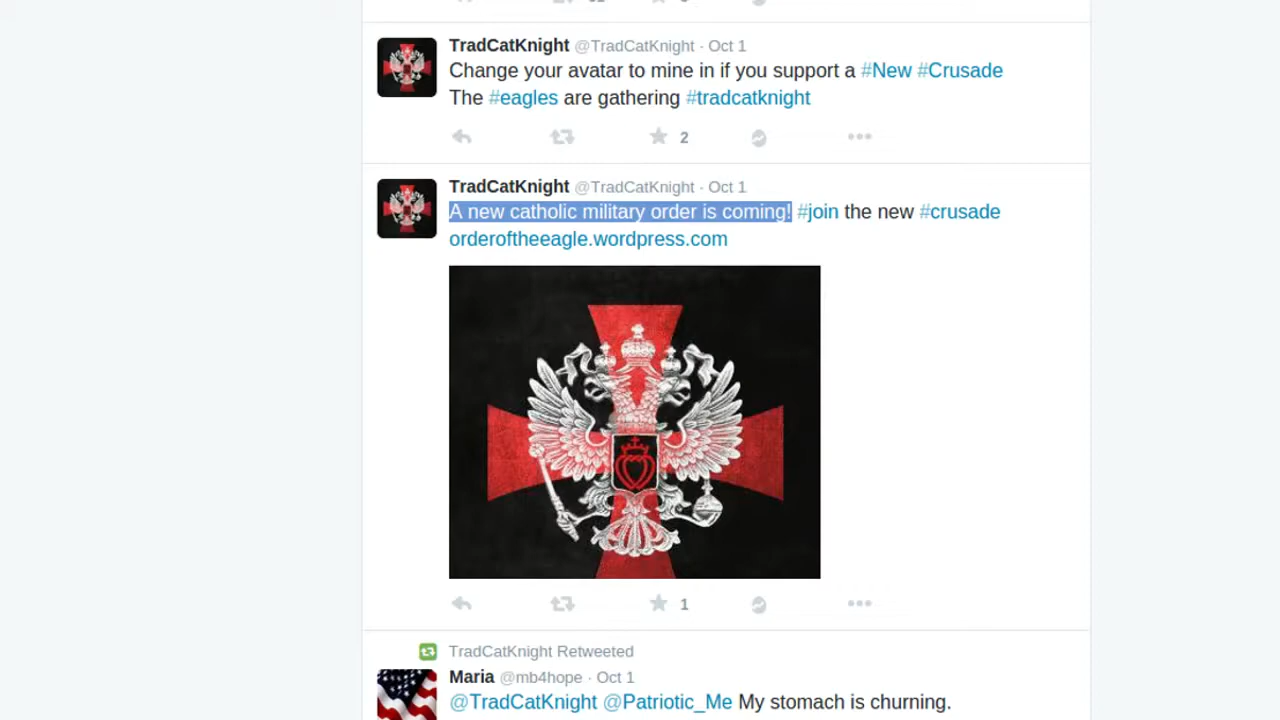 TradCatKnight @TradCatKnight · Oct 1
Change your avatar to mine in if you support a #New #Crusade
The #eagles are gathering #tradcatknight
2
TradCatKnight @TradCatKnight · Oct 1
A new catholic military order is coming! #join the new #crusade
orderoftheeagle.wordpress.com
1
TradCatKnight Retweeted
Maria @mb4hope · Oct 1
@TradCatKnight @Patriotic_Me My stomach is churning.